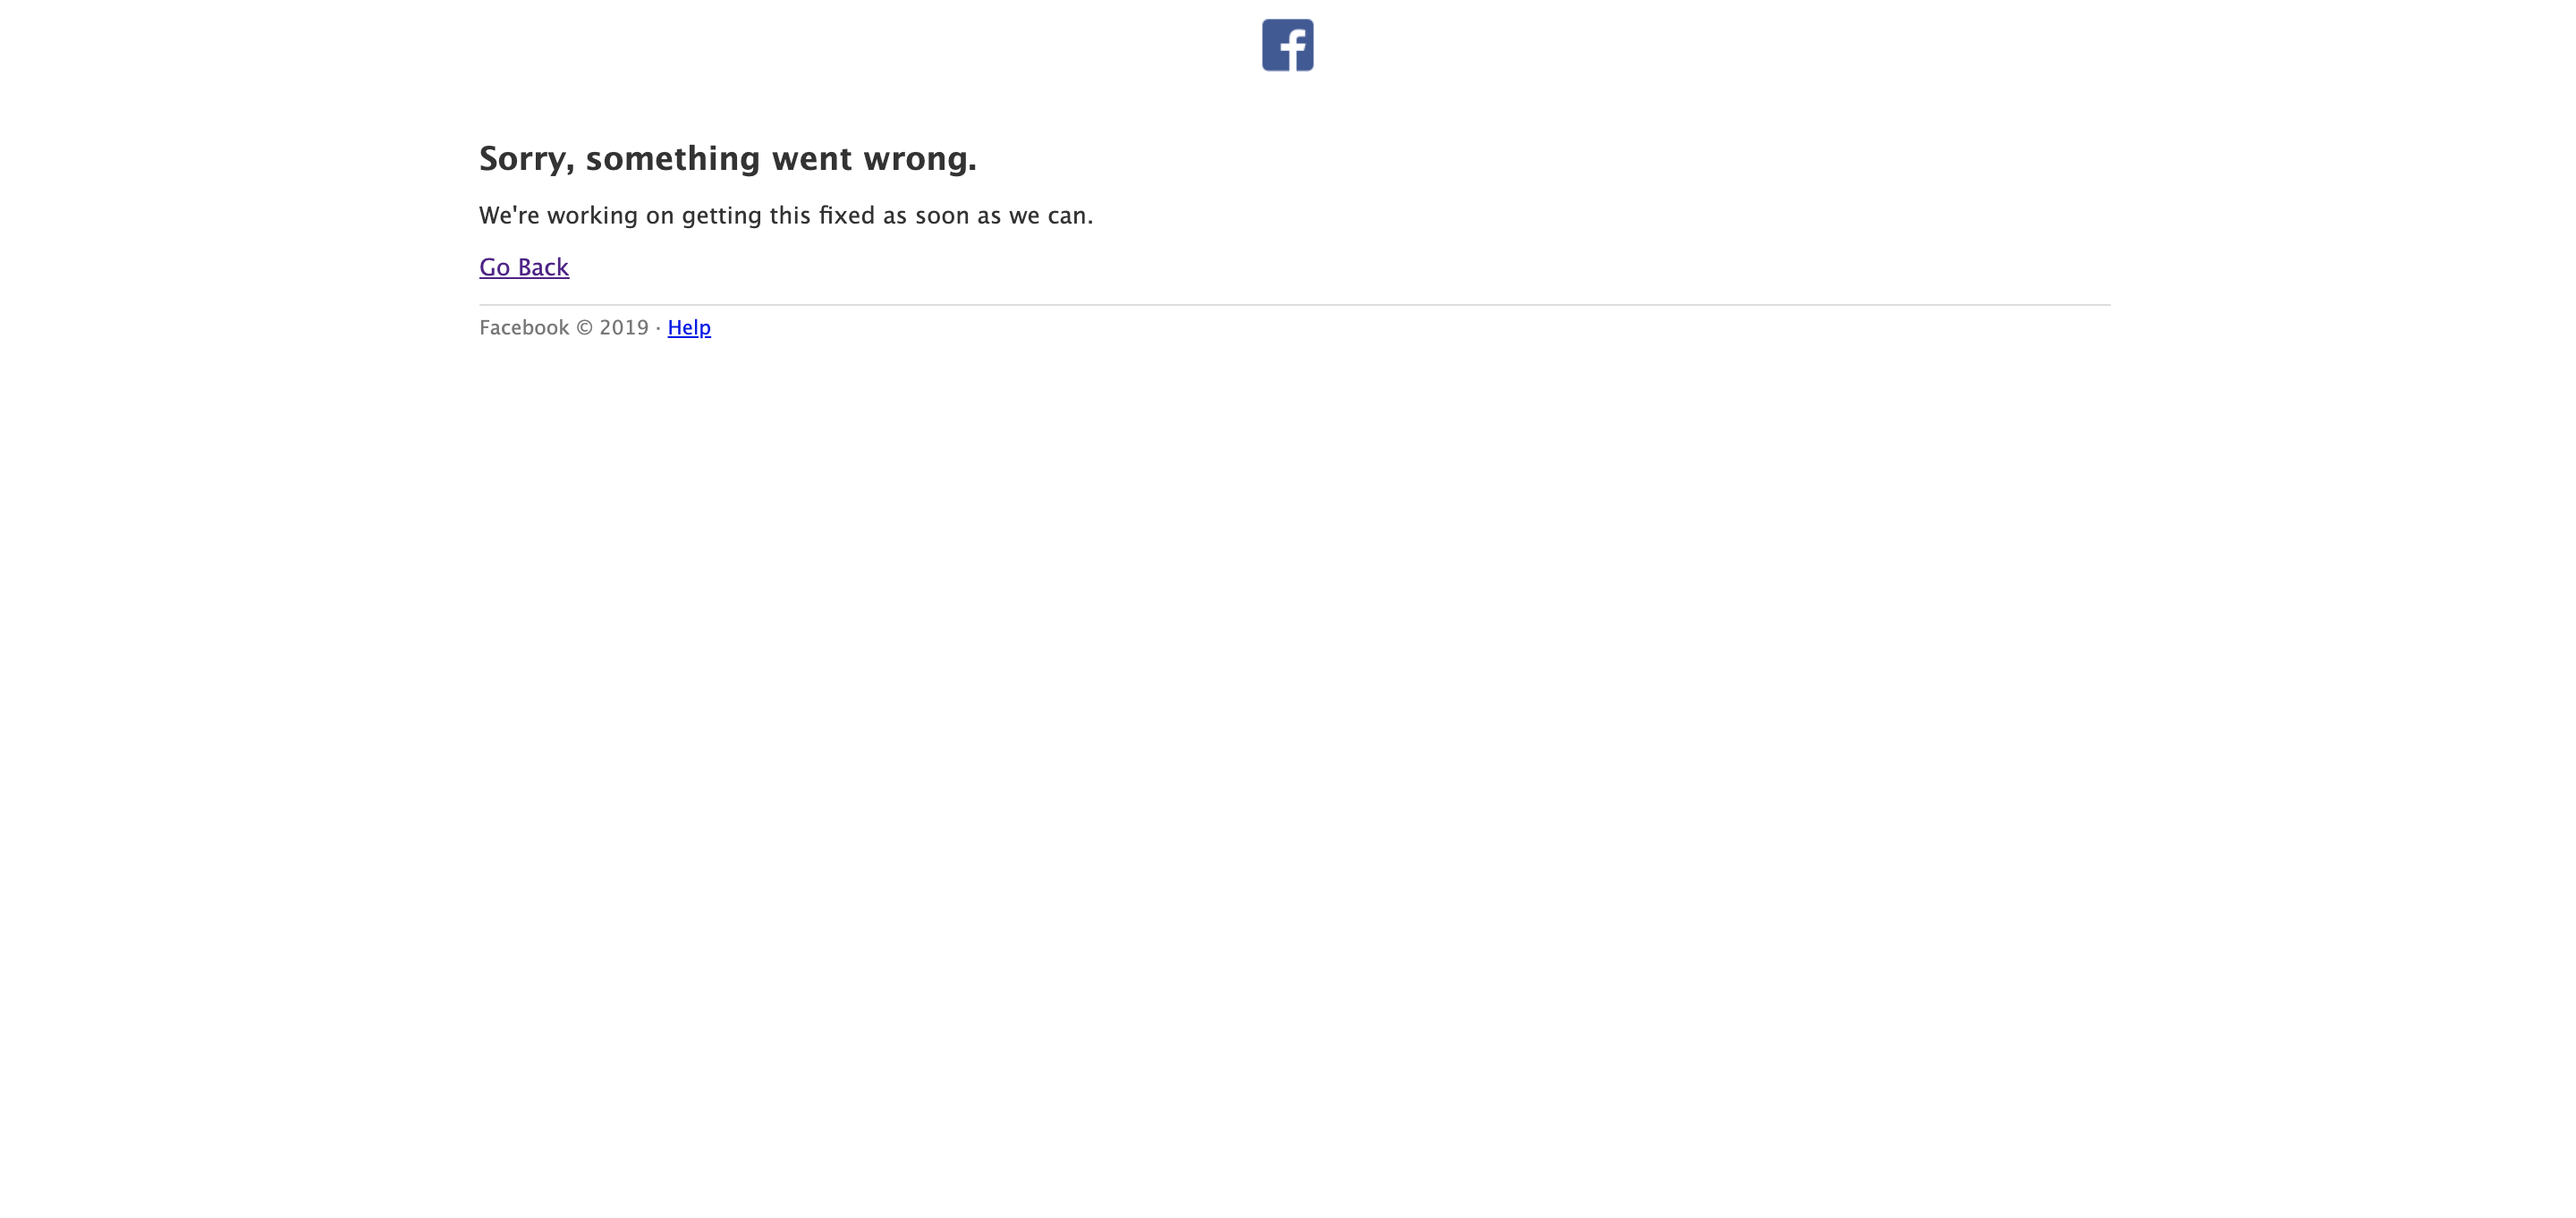 Sorry, something went wrong.
We're working on getting this fixed as soon as we can.
Go Back
Facebook © 2019 · Help